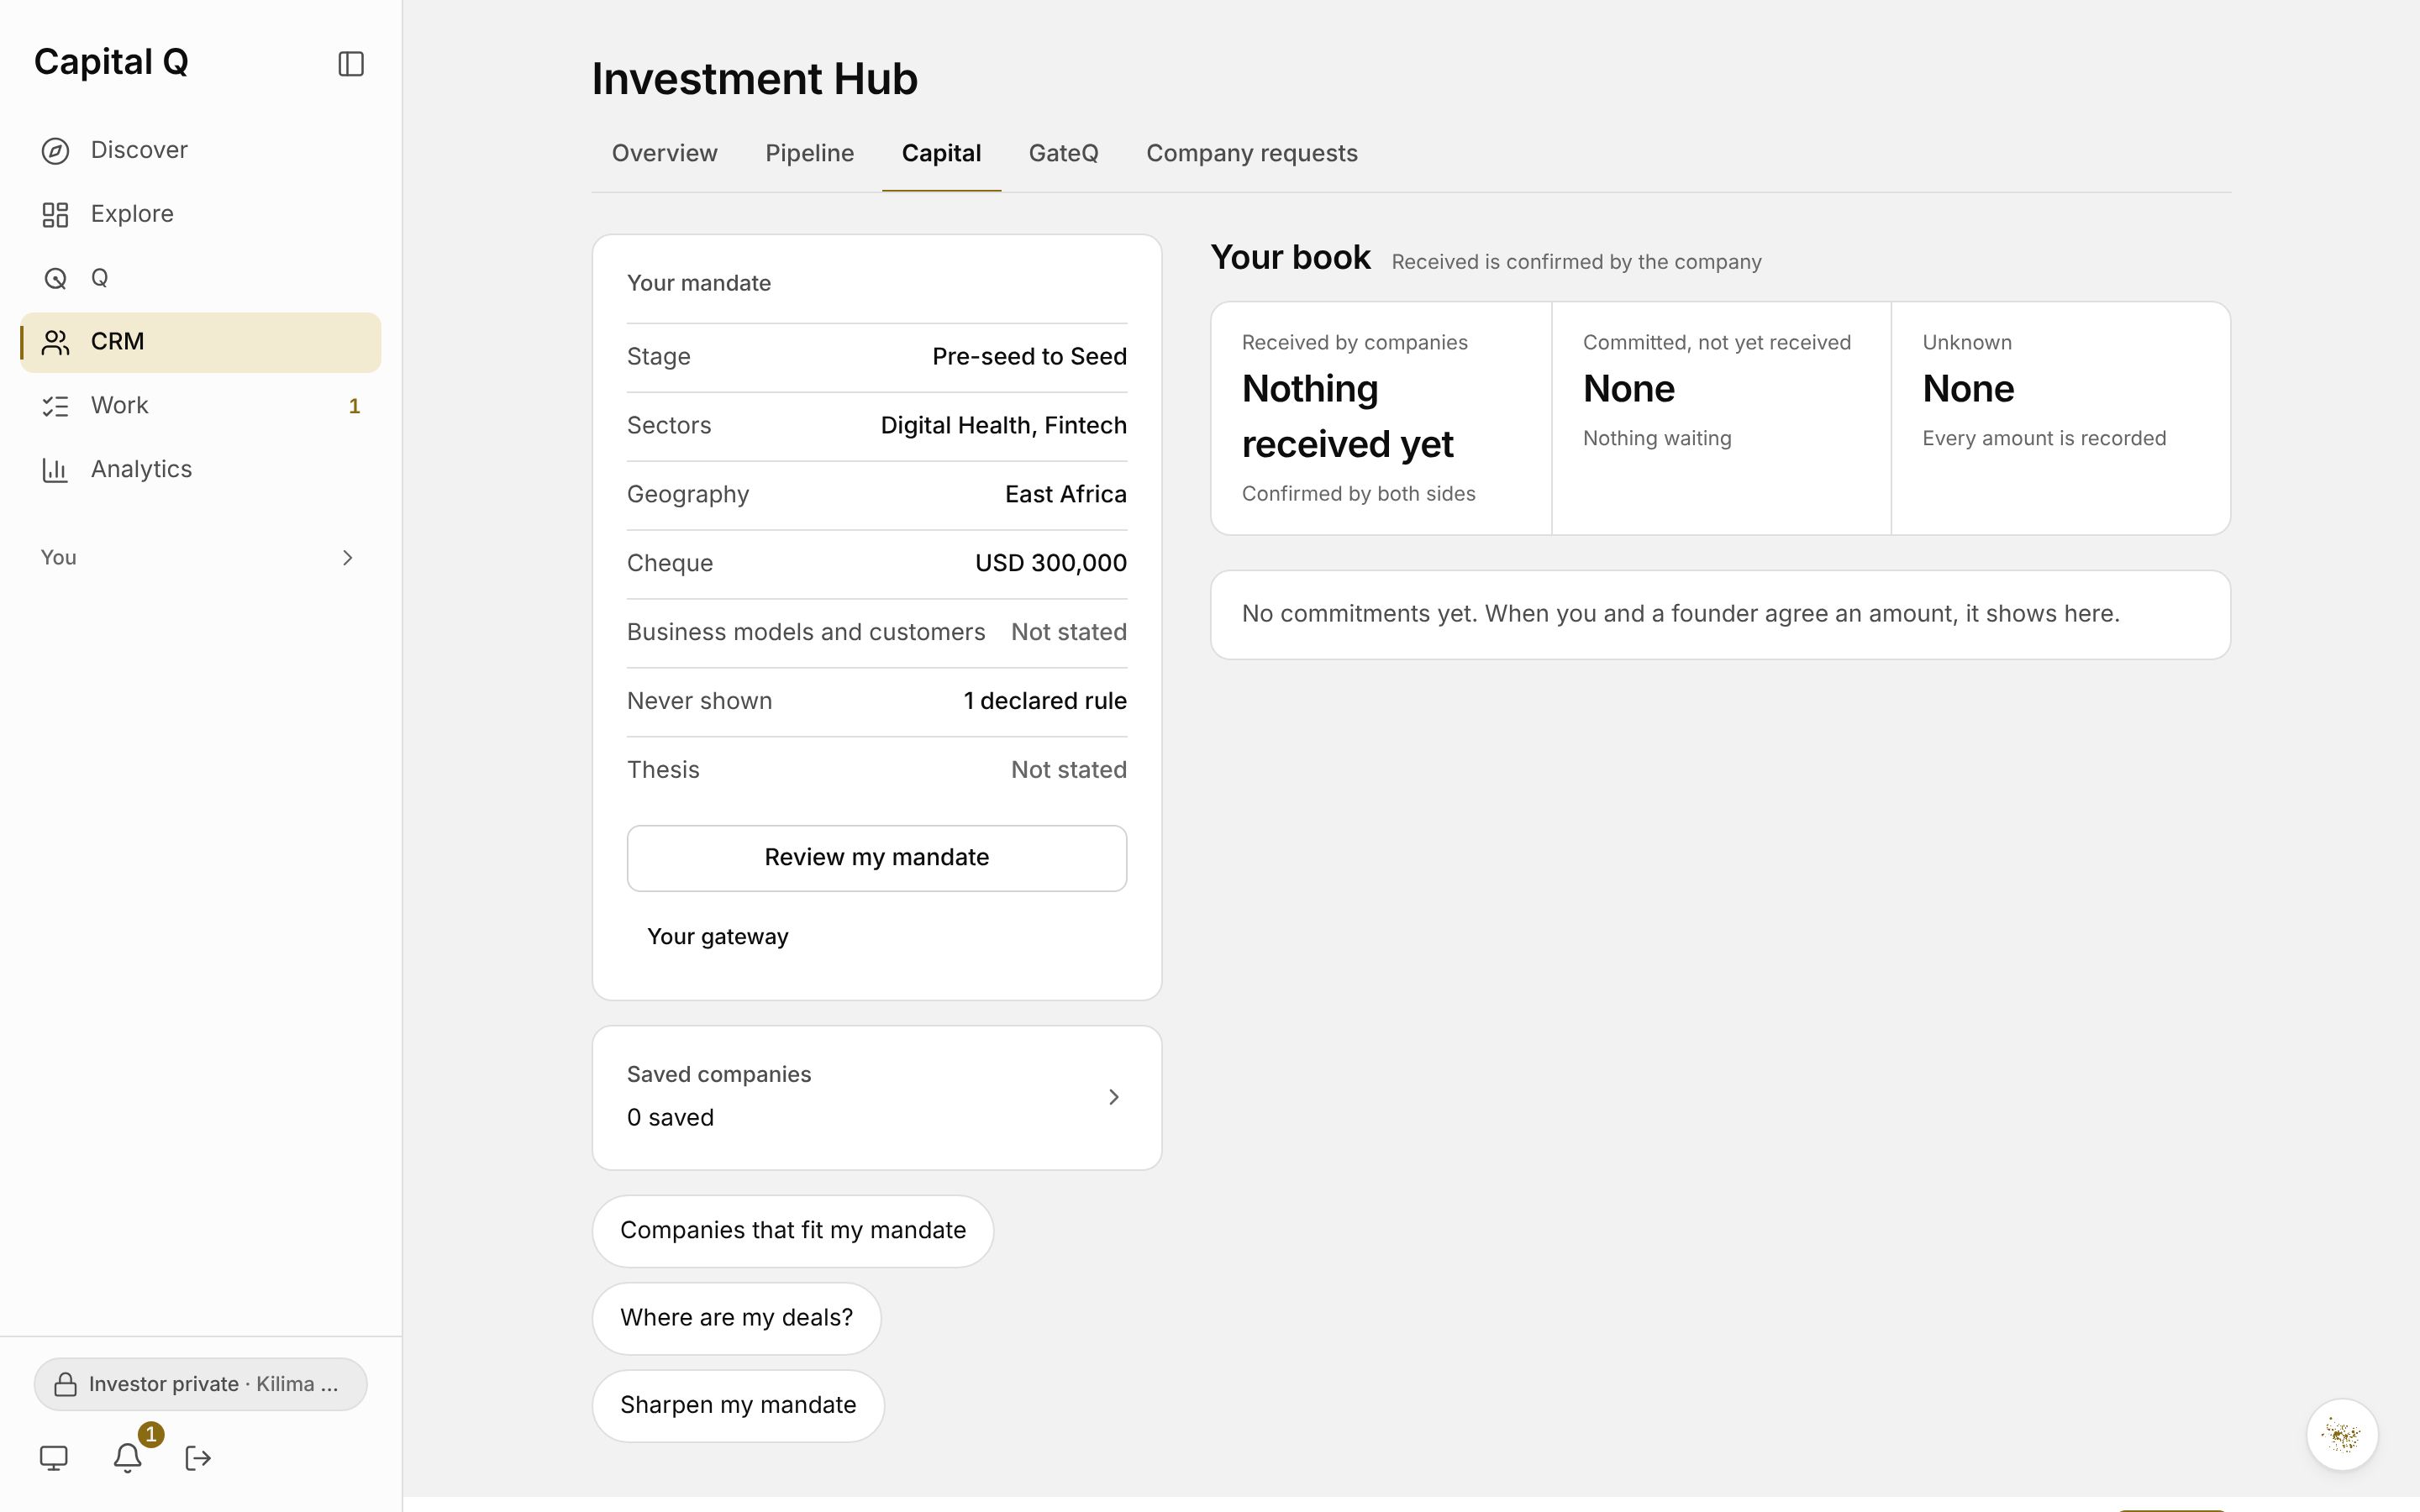 Capital Q
Discover
Explore
Q
CRM
Work 1
Analytics
You
Investor private · Kilima ...
1
Investment Hub
Overview Pipeline Capital GateQ Company requests
Your mandate
Stage Pre-seed to Seed
Sectors Digital Health, Fintech
Geography East Africa
Cheque USD 300,000
Business models and customers Not stated
Never shown 1 declared rule
Thesis Not stated
Review my mandate
Your gateway
Saved companies
0 saved
Companies that fit my mandate
Where are my deals?
Sharpen my mandate
Your book Received is confirmed by the company
Received by companies
Nothing
received yet
Confirmed by both sides
Committed, not yet received
None
Nothing waiting
Unknown
None
Every amount is recorded
No commitments yet. When you and a founder agree an amount, it shows here.